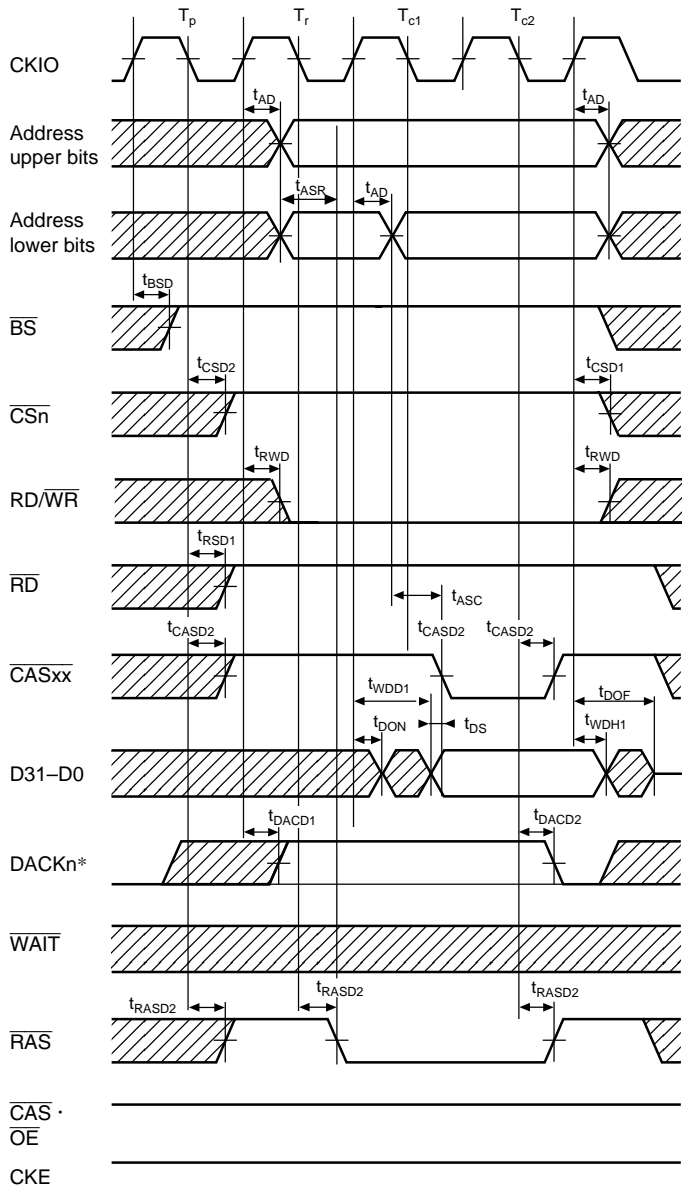 Tp Tr Tc1 Tc2
CKIO
tAD tAD
Address
upper bits
tASR tAD
Address
lower bits
tBSD
BS
tCSD2 tCSD1
CSn
tRWD tRWD
RD/WR
tRSD1
RD
tASC
tCASD2 tCASD2 tCASD2
CASxx
tWDD1 tDOF
tDON tDS tWDH1
D31–D0
tDACD1 tDACD2
DACKn*
WAIT
tRASD2 tRASD2 tRASD2
RAS
CAS ·
OE
CKE